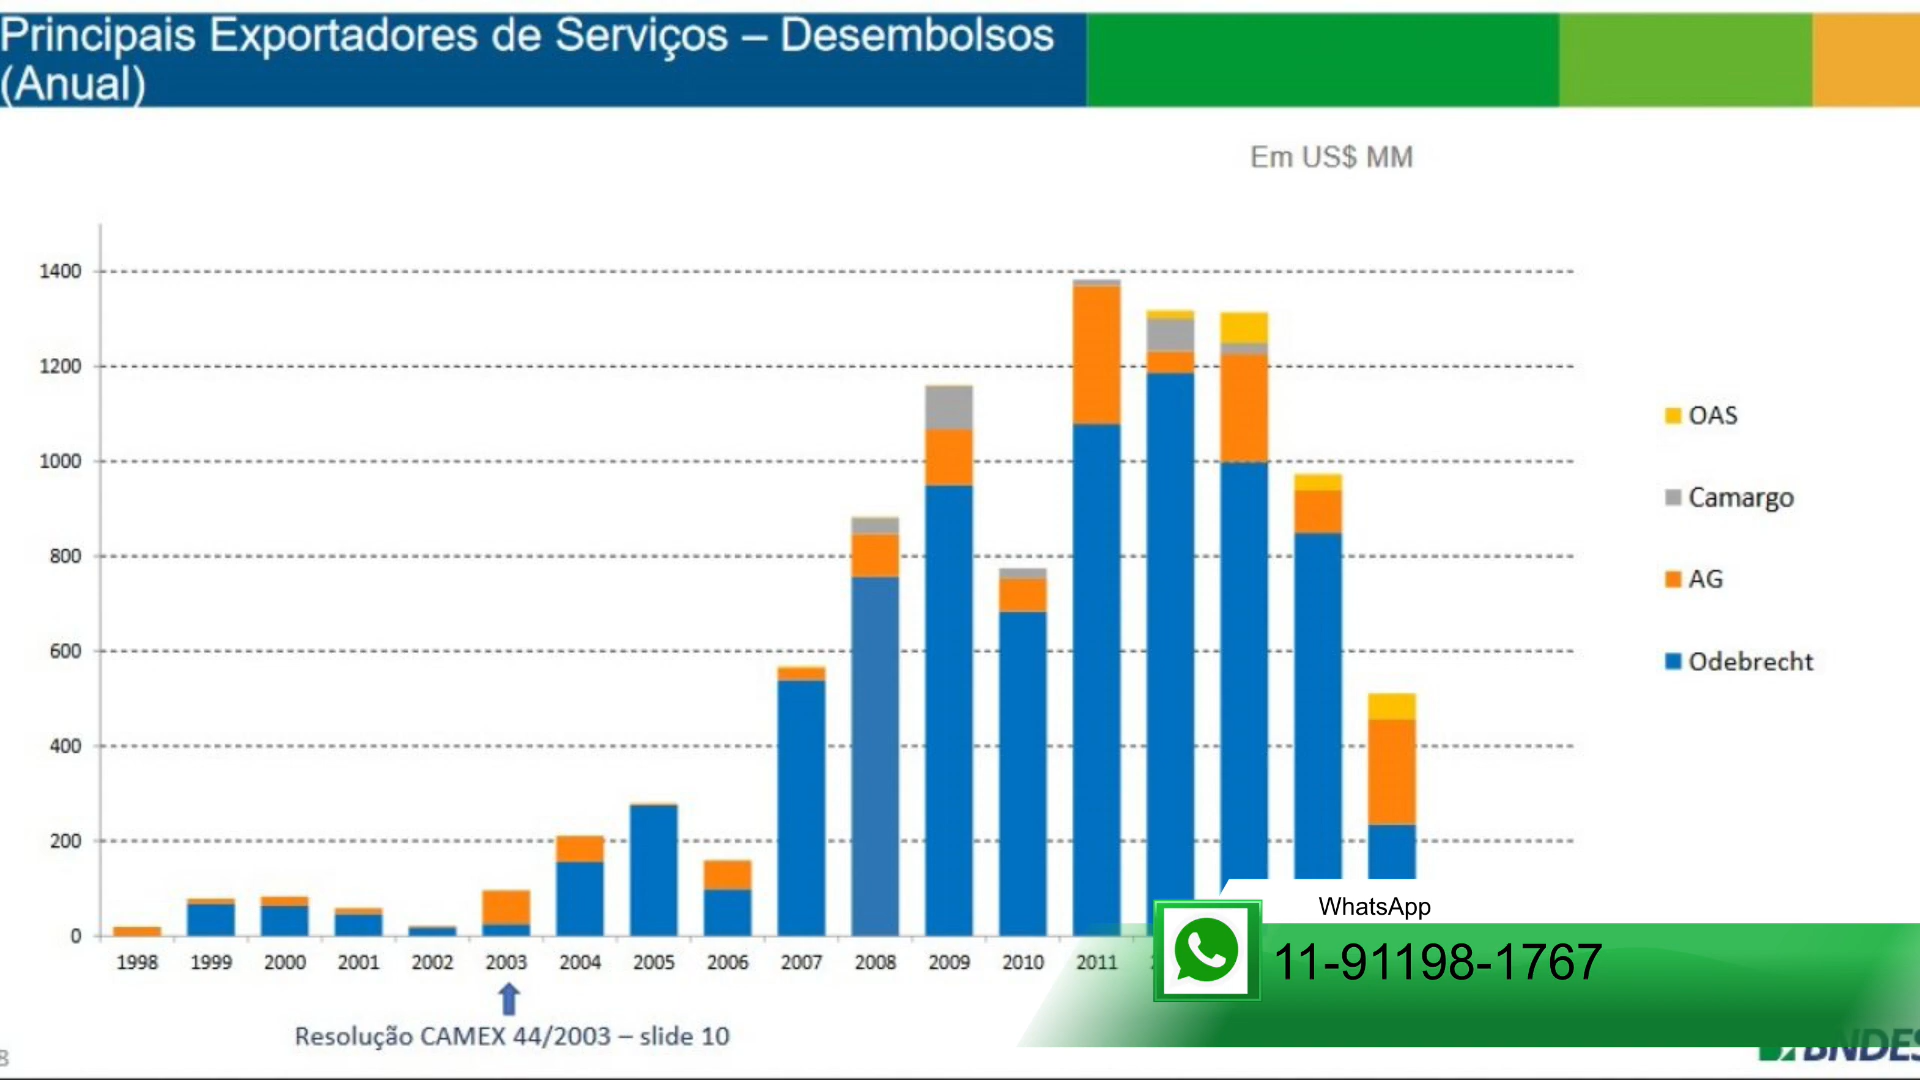 Principais Exportadores de Serviços – Desembolsos
(Anual)
Em US$ MM
1400
1200
1000
800
600
400
200
0
OAS
Camargo
AG
Odebrecht
1998 1999 2000 2001 2002 2003 2004 2005 2006 2007 2008 2009 2010 2011
WhatsApp
11-91198-1767
Resolução CAMEX 44/2003 – slide 10
8
BNDES